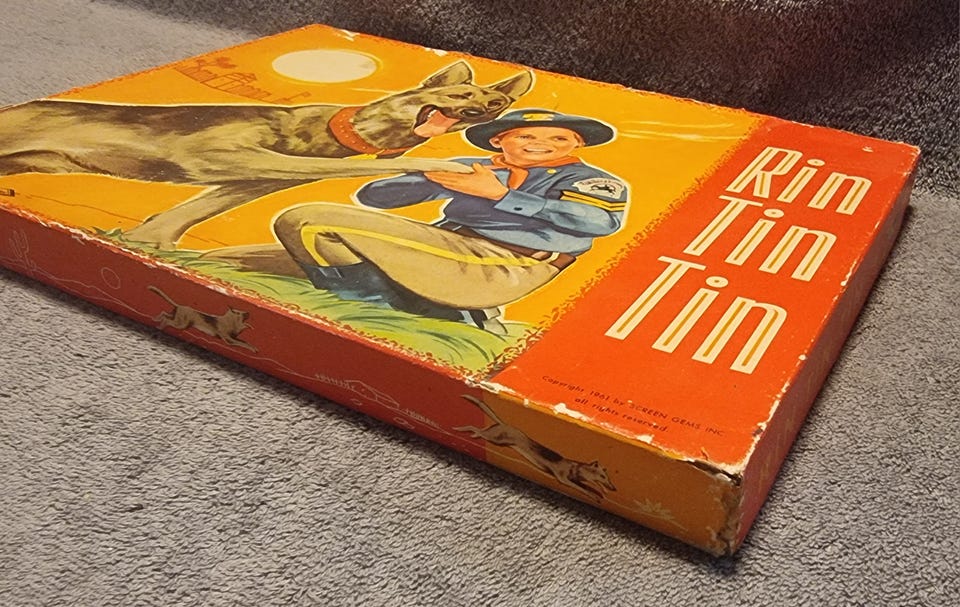 Rin
Tin
Tin
Copyright 1961 by SCREEN GEMS INC
all rights reserved